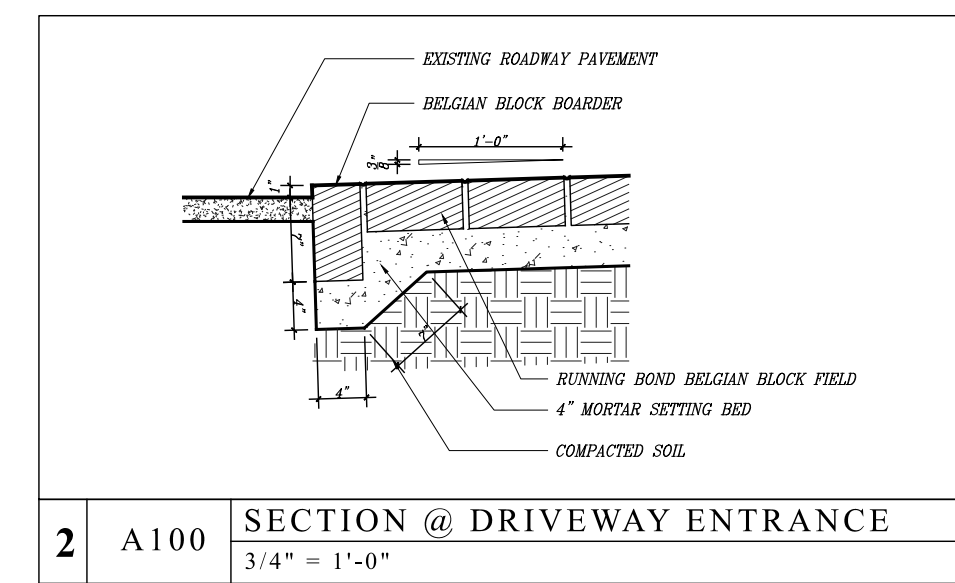 EXISTING ROADWAY PAVEMENT
BELGIAN BLOCK BOARDER
1'-0"
3/8"
1"
7"
4"
7"
4"
RUNNING BOND BELGIAN BLOCK FIELD
4" MORTAR SETTING BED
COMPACTED SOIL
2 A100 SECTION @ DRIVEWAY ENTRANCE
3/4" = 1'-0"